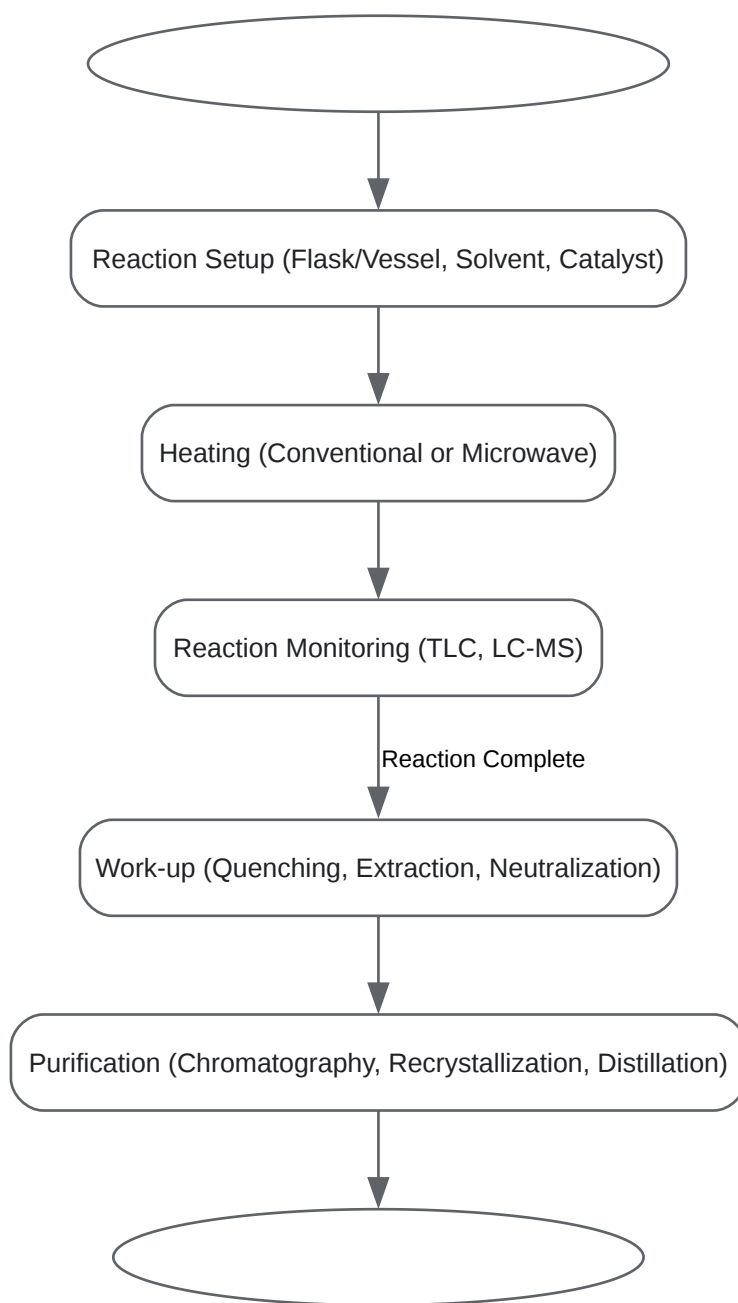 Reaction Setup (Flask/Vessel, Solvent, Catalyst)
Heating (Conventional or Microwave)
Reaction Monitoring (TLC, LC-MS)
Reaction Complete
Work-up (Quenching, Extraction, Neutralization)
Purification (Chromatography, Recrystallization, Distillation)